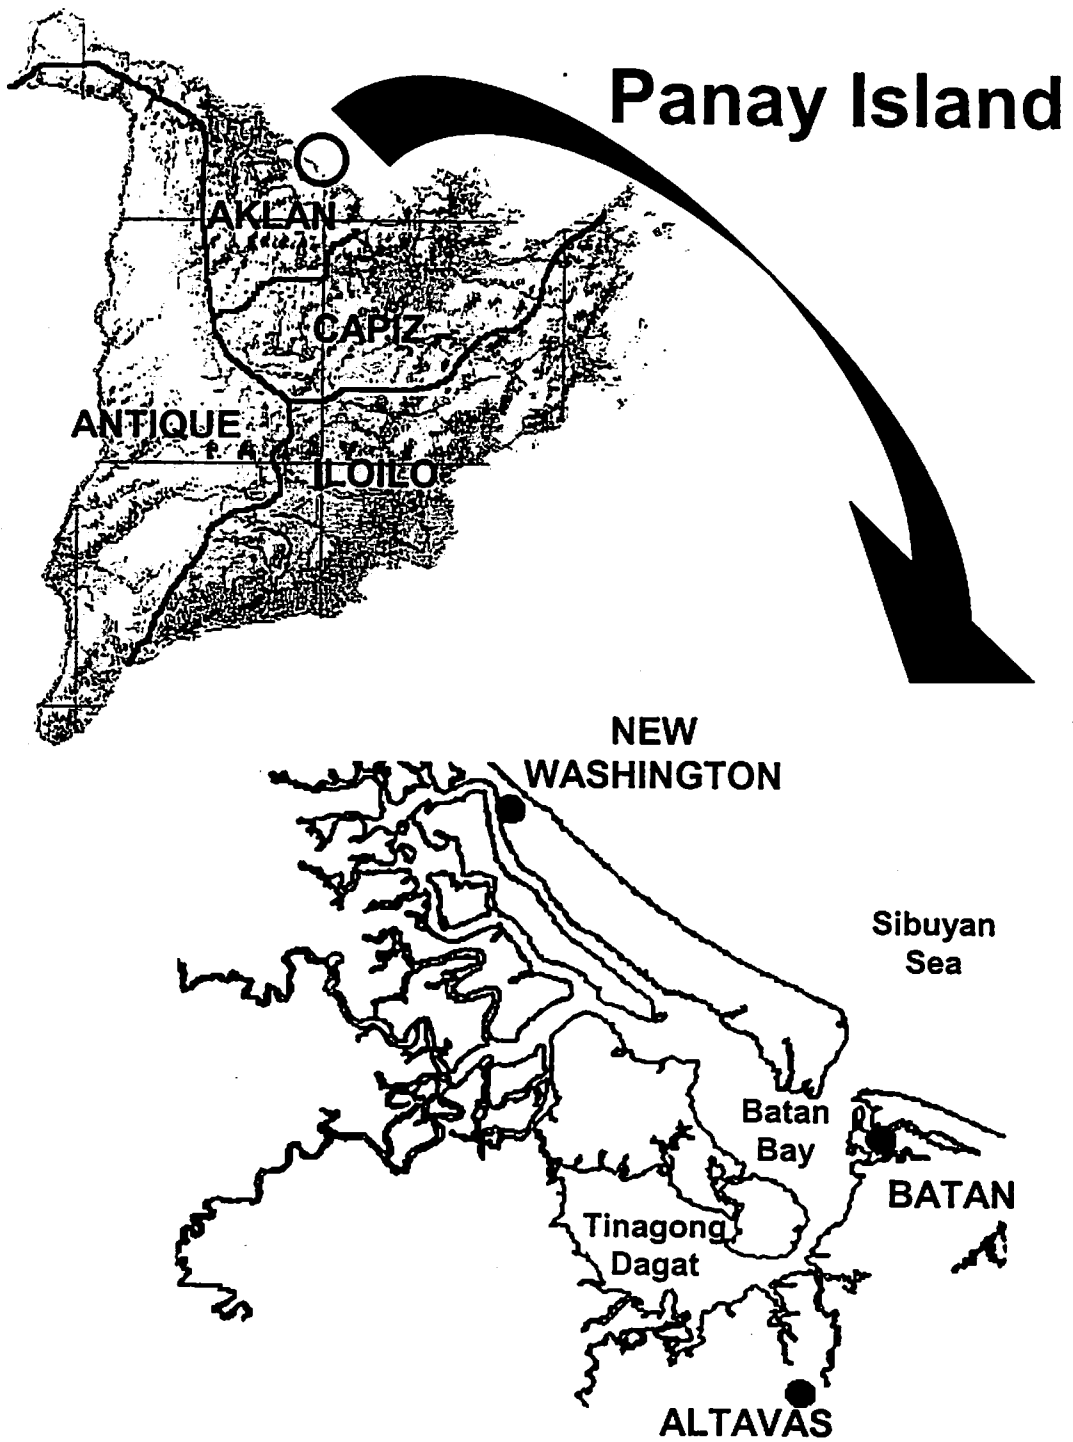 Panay Island
AKLAN
CAPIZ
ANTIQUE
ILOILO
NEW
WASHINGTON
Sibuyan
Sea
Batan
Bay
BATAN
Tinagong
Dagat
ALTAVAS